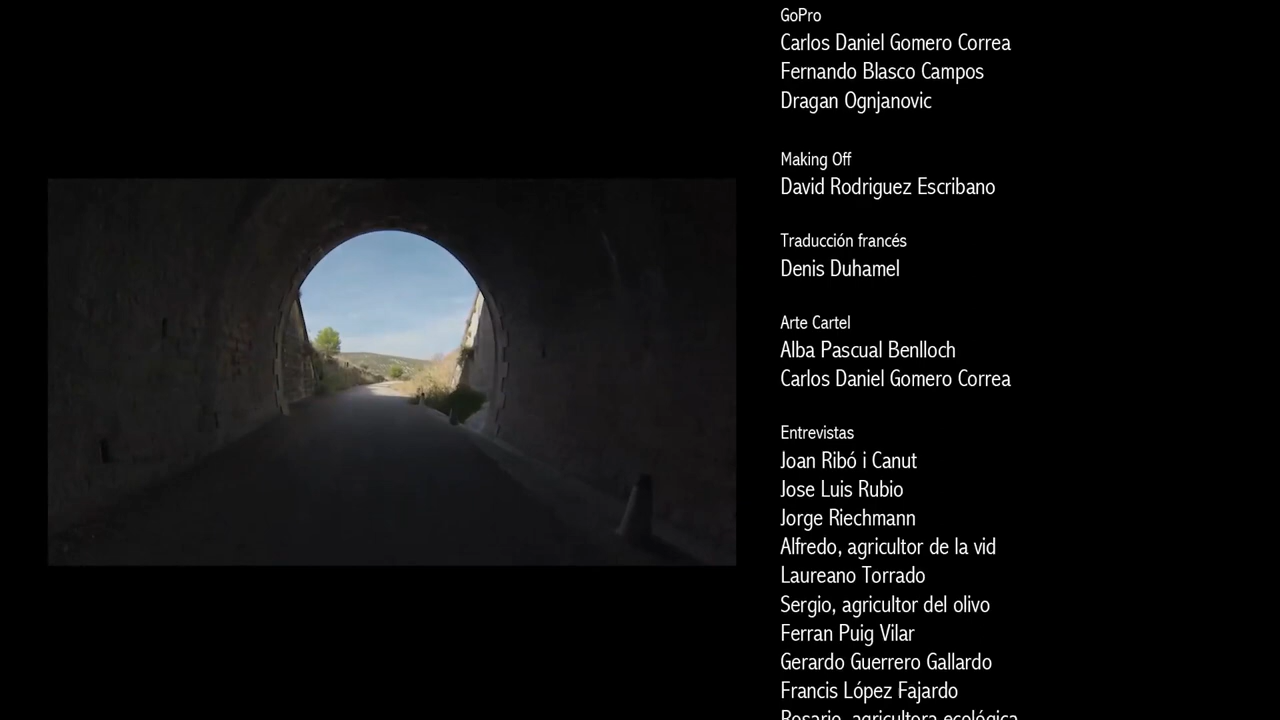 GoPro
Carlos Daniel Gomero Correa
Fernando Blasco Campos
Dragan Ognjanovic
Making Off
David Rodriguez Escribano
Traducción francés
Denis Duhamel
Arte Cartel
Alba Pascual Benlloch
Carlos Daniel Gomero Correa
Entrevistas
Joan Ribó i Canut
Jose Luis Rubio
Jorge Riechmann
Alfredo, agricultor de la vid
Laureano Torrado
Sergio, agricultor del olivo
Ferran Puig Vilar
Gerardo Guerrero Gallardo
Francis López Fajardo
Rosario, agricultora ecológica